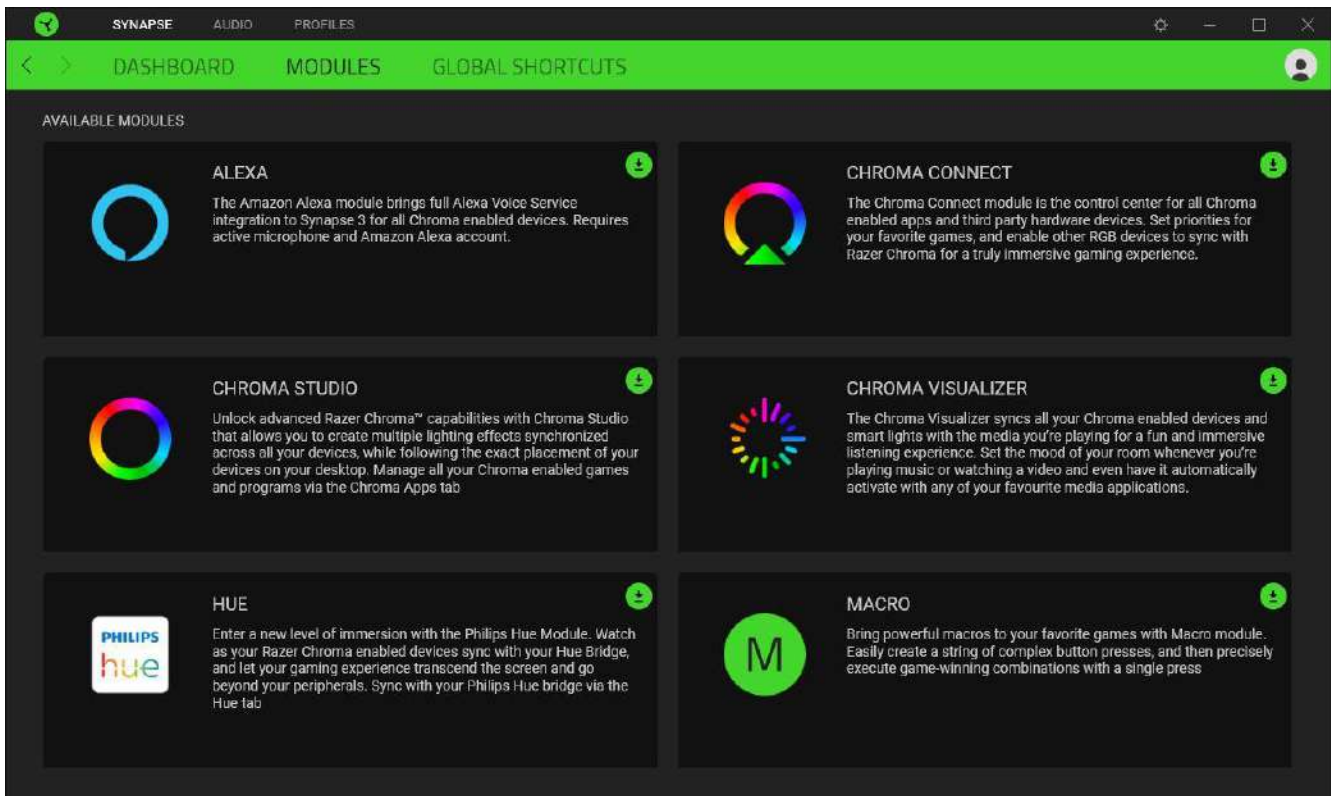 SYNAPSE AUDIO PROFILES
DASHBOARD MODULES GLOBAL SHORTCUTS
AVAILABLE MODULES
ALEXA
The Amazon Alexa module brings full Alexa Voice Service
integration to Synapse 3 for all Chroma enabled devices. Requires
active microphone and Amazon Alexa account.
CHROMA CONNECT
The Chroma Connect module is the control center for all Chroma
enabled apps and third party hardware devices. Set priorities for
your favorite games, and enable other RGB devices to sync with
Razer Chroma for a truly immersive gaming experience.
CHROMA STUDIO
Unlock advanced Razer Chroma™ capabilities with Chroma Studio
that allows you to create multiple lighting effects synchronized
across all your devices, while following the exact placement of your
devices on your desktop. Manage all your Chroma enabled games
and programs via the Chroma Apps tab
CHROMA VISUALIZER
The Chroma Visualizer syncs all your Chroma enabled devices and
smart lights with the media you're playing for a fun and immersive
listening experience. Set the mood of your room whenever you're
playing music or watching a video and even have it automatically
activate with any of your favourite media applications.
PHILIPS
hue
HUE
Enter a new level of immersion with the Philips Hue Module. Watch
as your Razer Chroma enabled devices sync with your Hue Bridge,
and let your gaming experience transcend the screen and go
beyond your peripherals. Sync with your Philips Hue bridge via the
Hue tab
M
MACRO
Bring powerful macros to your favorite games with Macro module.
Easily create a string of complex button presses, and then precisely
execute game-winning combinations with a single press